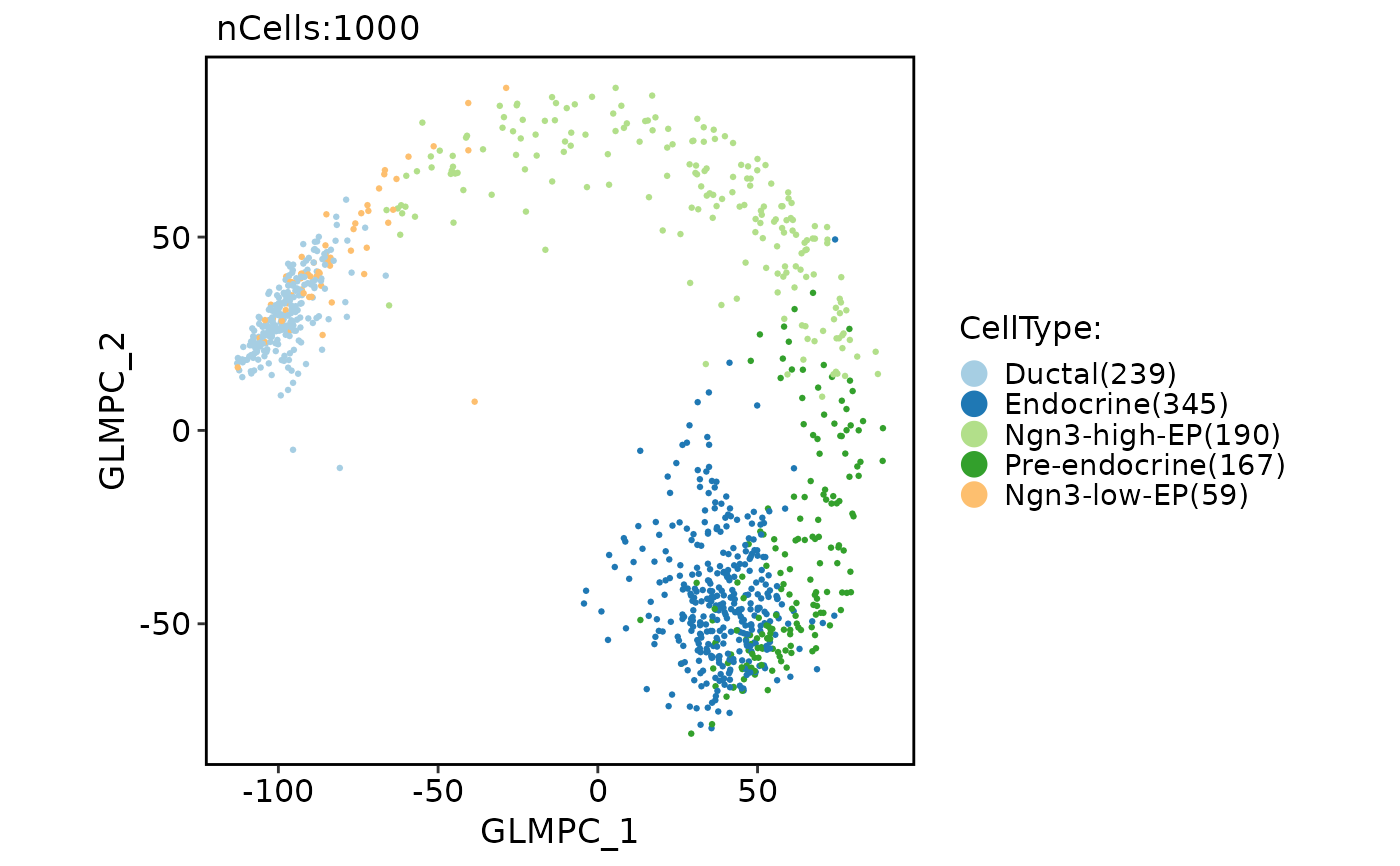 nCells:1000
GLMPC_2
50
0
-50
-100
-50
0
50
GLMPC_1
CellType:
Ductal(239)
Endocrine(345)
Ngn3-high-EP(190)
Pre-endocrine(167)
Ngn3-low-EP(59)